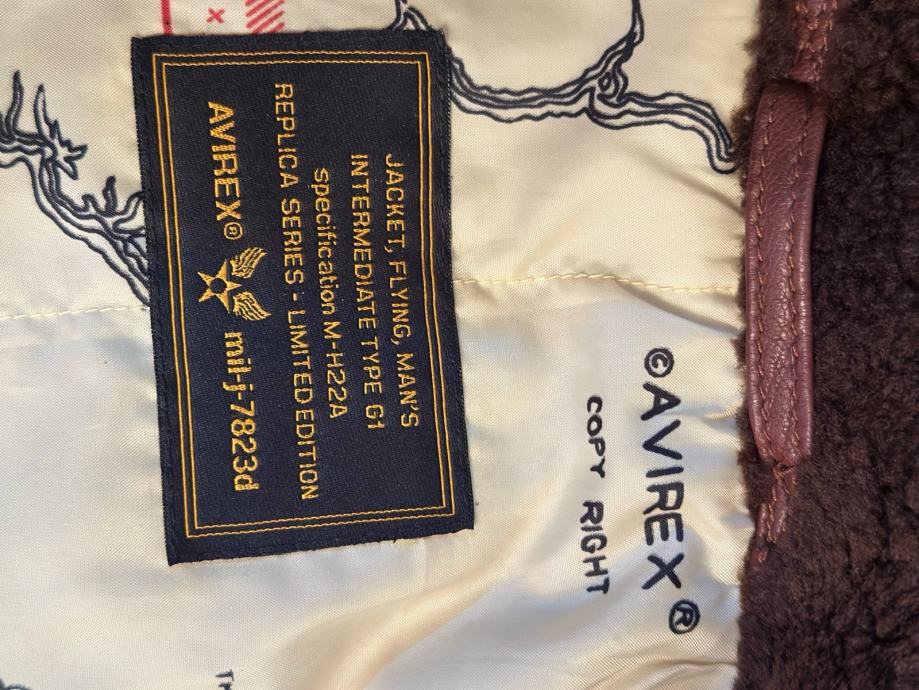 ©AVIREX®
COPY RIGHT
JACKET, FLYING, MAN'S
INTERMEDIATE TYPE G1
Specification M-H22A
REPLICA SERIES - LIMITED EDITION
AVIREX® mil-j-7823d